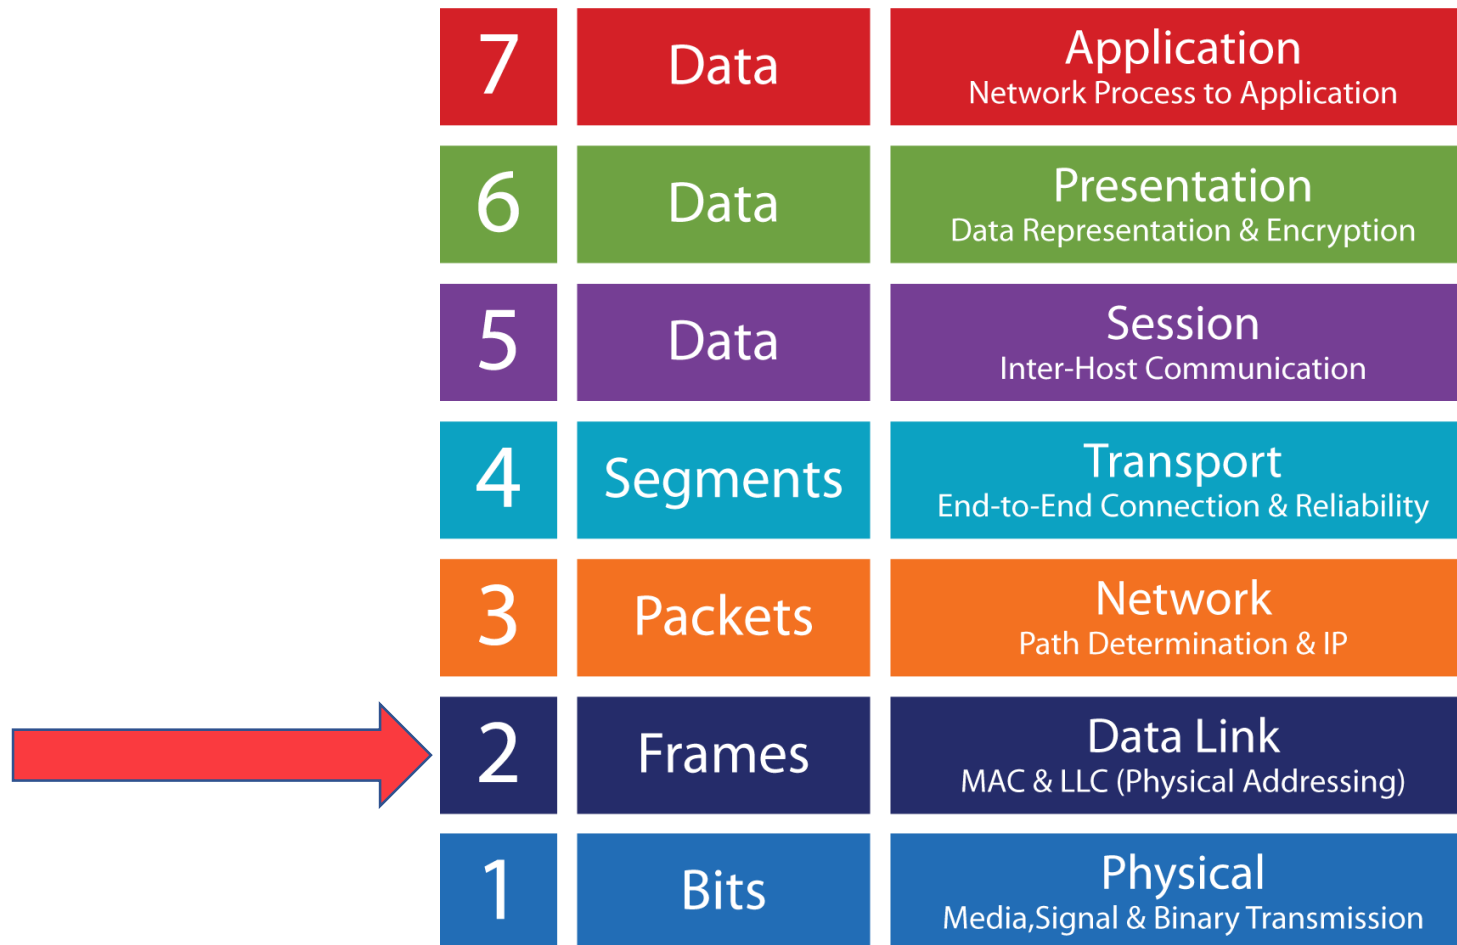 7
Data
Application
Network Process to Application
6
Data
Presentation
Data Representation & Encryption
5
Data
Session
Inter-Host Communication
4
Segments
Transport
End-to-End Connection & Reliability
3
Packets
Network
Path Determination & IP
2
Frames
Data Link
MAC & LLC (Physical Addressing)
1
Bits
Physical
Media,Signal & Binary Transmission